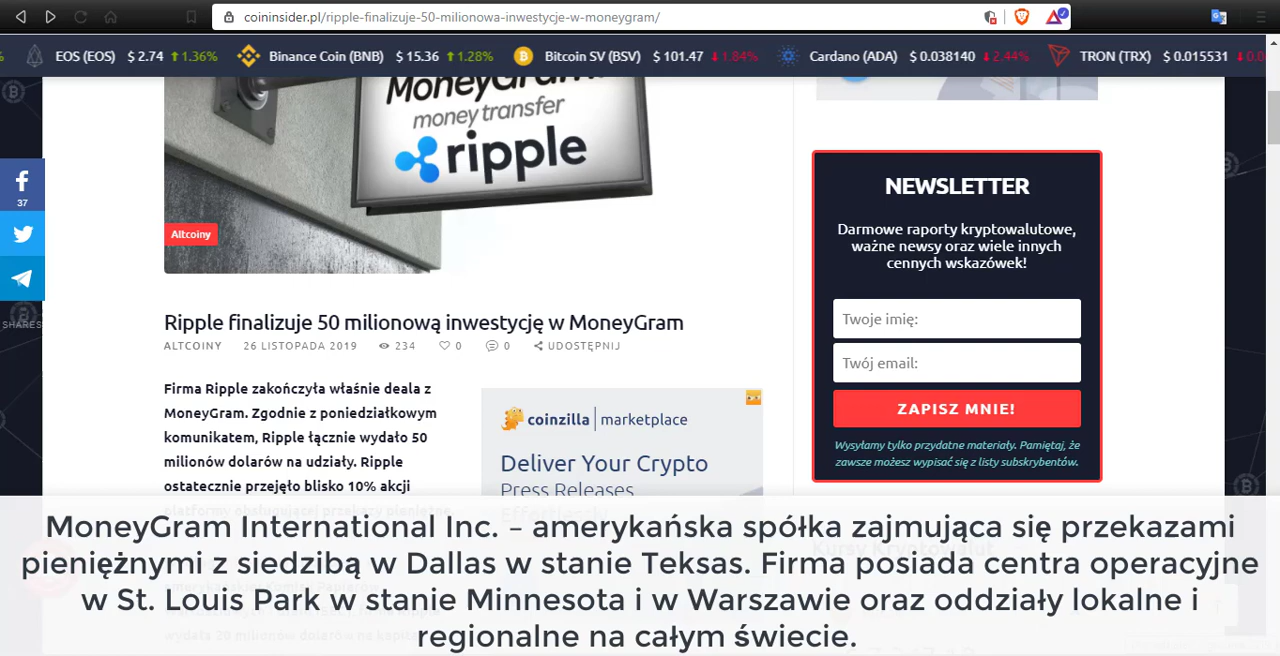 coininsider.pl/ripple-finalizuje-50-milionowa-inwestycje-w-moneygram/
% EOS (EOS) $ 2.74 1.36% Binance Coin (BNB) $ 15.36 1.28% Bitcoin SV (BSV) $ 101.47 1.84% Cardano (ADA) $ 0.038140 2.44% TRON (TRX) $ 0.015531
MoneyGram
money transfer
ripple
37
SHARES
Altcoiny
Ripple finalizuje 50 milionową inwestycję w MoneyGram
ALTCOINY 26 LISTOPADA 2019 234 0 0 UDOSTĘPNIJ
Firma Ripple zakończyła właśnie deala z
MoneyGram. Zgodnie z poniedziałkowym
komunikatem, Ripple łącznie wydało 50
milionów dolarów na udziały. Ripple
ostatecznie przejęło blisko 10% akcji
platformy obsługującej przekazy pieniężne.
coinzilla marketplace
Deliver Your Crypto
Press Releases
Effortlessly
NEWSLETTER
Darmowe raporty kryptowalutowe,
ważne newsy oraz wiele innych
cennych wskazówek!
Twoje imię:
Twój email:
ZAPISZ MNIE!
Wysyłamy tylko przydatne materiały. Pamiętaj, że
zawsze możesz wypisać się z listy subskrybentów.
Kursy Kryptowalut
MoneyGram International Inc. – amerykańska spółka zajmująca się przekazami
pieniężnymi z siedzibą w Dallas w stanie Teksas. Firma posiada centra operacyjne
w St. Louis Park w stanie Minnesota i w Warszawie oraz oddziały lokalne i
regionalne na całym świecie.